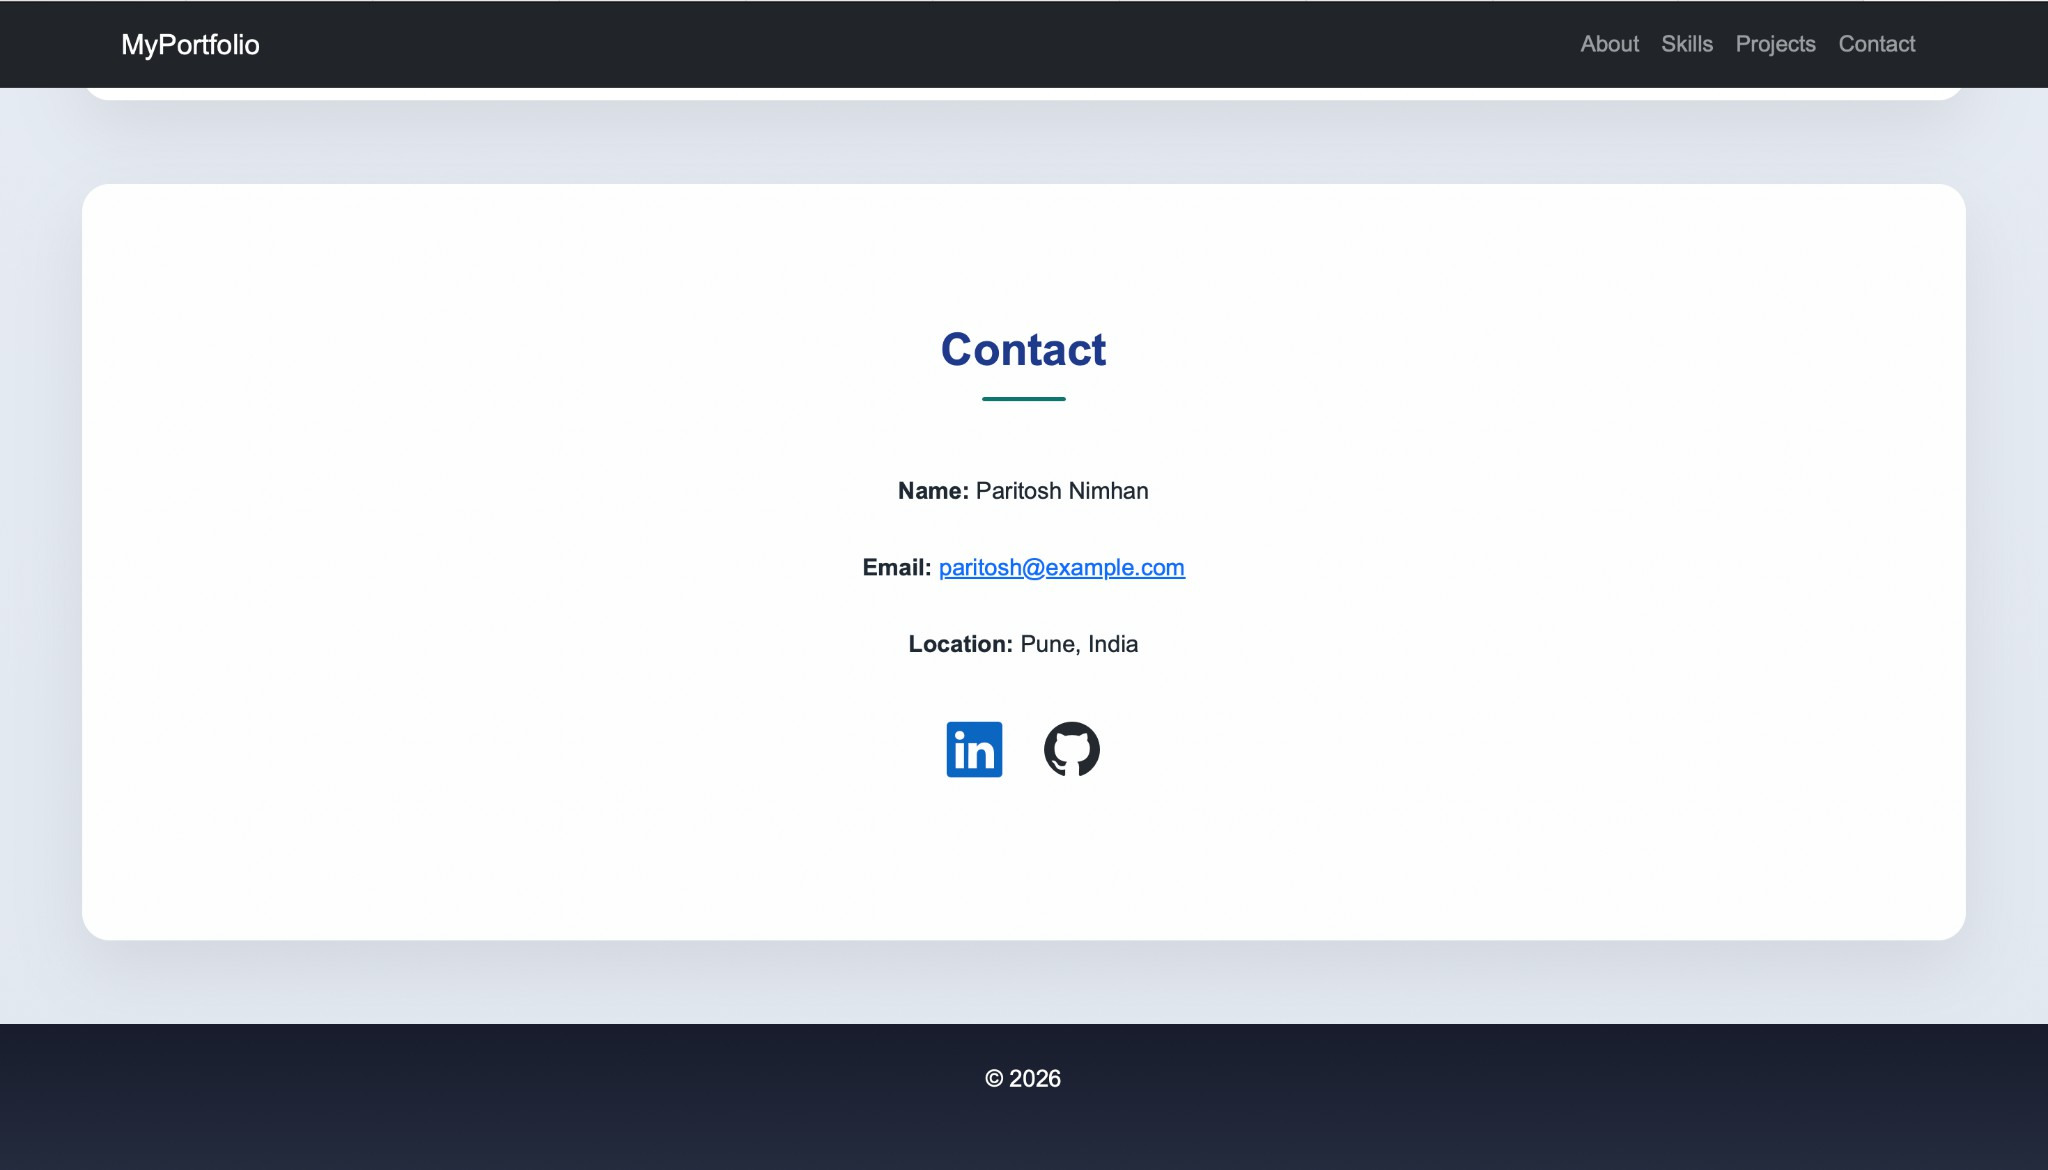 MyPortfolio
About Skills Projects Contact
Contact
Name: Paritosh Nimhan
Email: paritosh@example.com
Location: Pune, India
in
© 2026